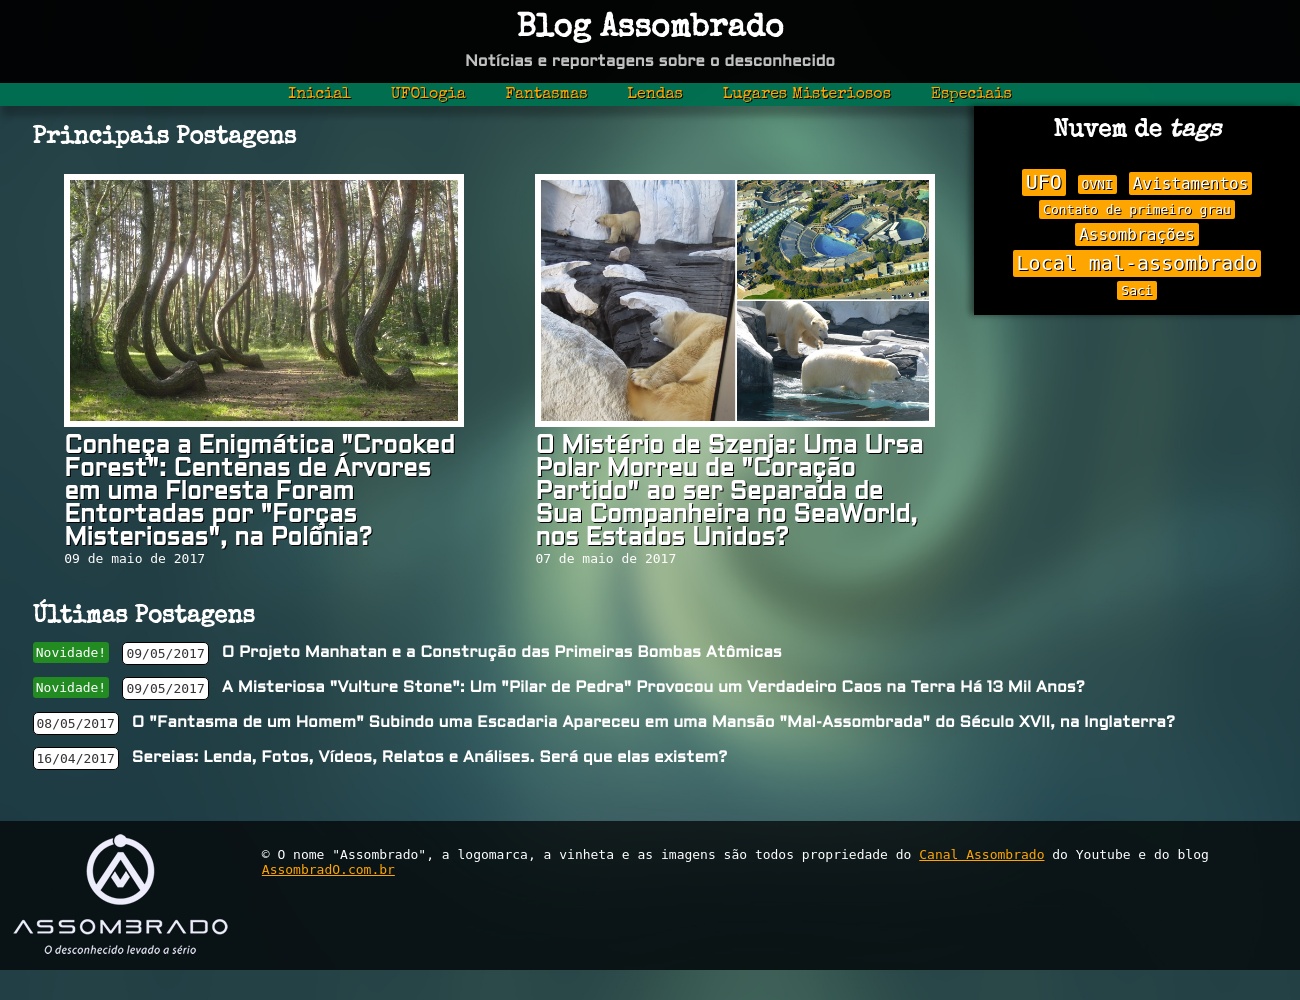 Blog Assombrado
Notícias e reportagens sobre o desconhecido
Inicial UFOlogia Fantasmas Lendas Lugares Misteriosos Especiais
Principais Postagens
Conheça a Enigmática "Crooked
Forest": Centenas de Árvores
em uma Floresta Foram
Entortadas por "Forças
Misteriosas", na Polônia?
09 de maio de 2017
O Mistério de Szenja: Uma Ursa
Polar Morreu de "Coração
Partido" ao ser Separada de
Sua Companheira no SeaWorld,
nos Estados Unidos?
07 de maio de 2017
Nuvem de tags
UFO OVNI Avistamentos
Contato de primeiro grau
Assombrações
Local mal-assombrado
Saci
Últimas Postagens
Novidade! 09/05/2017 O Projeto Manhatan e a Construção das Primeiras Bombas Atômicas
Novidade! 09/05/2017 A Misteriosa "Vulture Stone": Um "Pilar de Pedra" Provocou um Verdadeiro Caos na Terra Há 13 Mil Anos?
08/05/2017 O "Fantasma de um Homem" Subindo uma Escadaria Apareceu em uma Mansão "Mal-Assombrada" do Século XVII, na Inglaterra?
16/04/2017 Sereias: Lenda, Fotos, Vídeos, Relatos e Análises. Será que elas existem?
ASSOMBRADO
O desconhecido levado a sério
© O nome "Assombrado", a logomarca, a vinheta e as imagens são todos propriedade do Canal Assombrado do Youtube e do blog
AssombradO.com.br